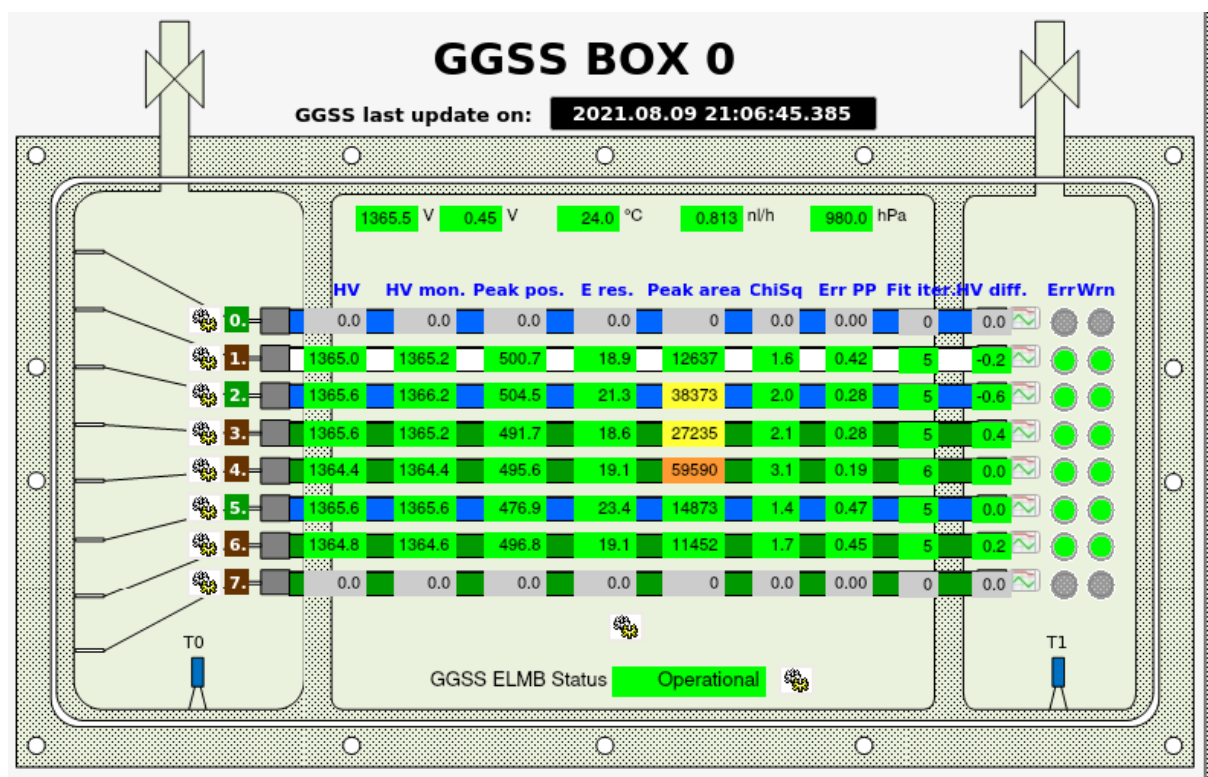 GGSS BOX 0
GGSS last update on: 2021.08.09 21:06:45.385
1365.5 V 0.45 V 24.0 °C 0.813 nl/h 980.0 hPa
HV HV mon. Peak pos. E res. Peak area ChiSq Err PP Fit iter. HV diff. Err Wrn
0. 0.0 0.0 0.0 0.0 0 0.0 0.00 0 0.0
1. 1365.0 1365.2 500.7 18.9 12637 1.6 0.42 5 -0.2
2. 1365.6 1366.2 504.5 21.3 38373 2.0 0.28 5 -0.6
3. 1365.6 1365.2 491.7 18.6 27235 2.1 0.28 5 0.4
4. 1364.4 1364.4 495.6 19.1 59590 3.1 0.19 6 0.0
5. 1365.6 1365.6 476.9 23.4 14873 1.4 0.47 5 0.0
6. 1364.8 1364.6 496.8 19.1 11452 1.7 0.45 5 0.2
7. 0.0 0.0 0.0 0.0 0 0.0 0.00 0 0.0
T0 T1
GGSS ELMB Status Operational